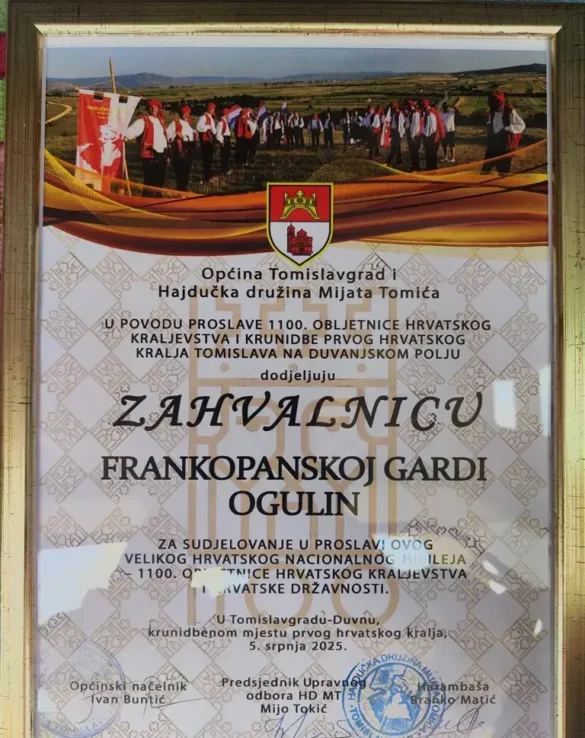 Općina Tomislavgrad i
Hajdučka družina Mijata Tomića
U POVODU PROSLAVE 1100. OBLJETNICE HRVATSKOG
KRALJEVSTVA I KRUNIDBE PRVOG HRVATSKOG
KRALJA TOMISLAVA NA DUVANJSKOM POLJU
dodjeljuju
ZAHVALNICU
FRANKOPANSKOJ GARDI
OGULIN
ZA SUDJELOVANJE U PROSLAVI OVOG
VELIKOG HRVATSKOG NACIONALNOG JUBILEJA
– 1100. OBLJETNICE HRVATSKOG KRALJEVSTVA
I HRVATSKE DRŽAVNOSTI.
U Tomislavgradu-Duvnu,
krunidbenom mjestu prvog hrvatskog kralja,
5. srpnja 2025.
Općinski načelnik
Ivan Buntić
Predsjednik Upravnog
odbora HD MT
Mijo Tokić
Harambaša
Branko Matić
HAJDUČKA DRUŽINA